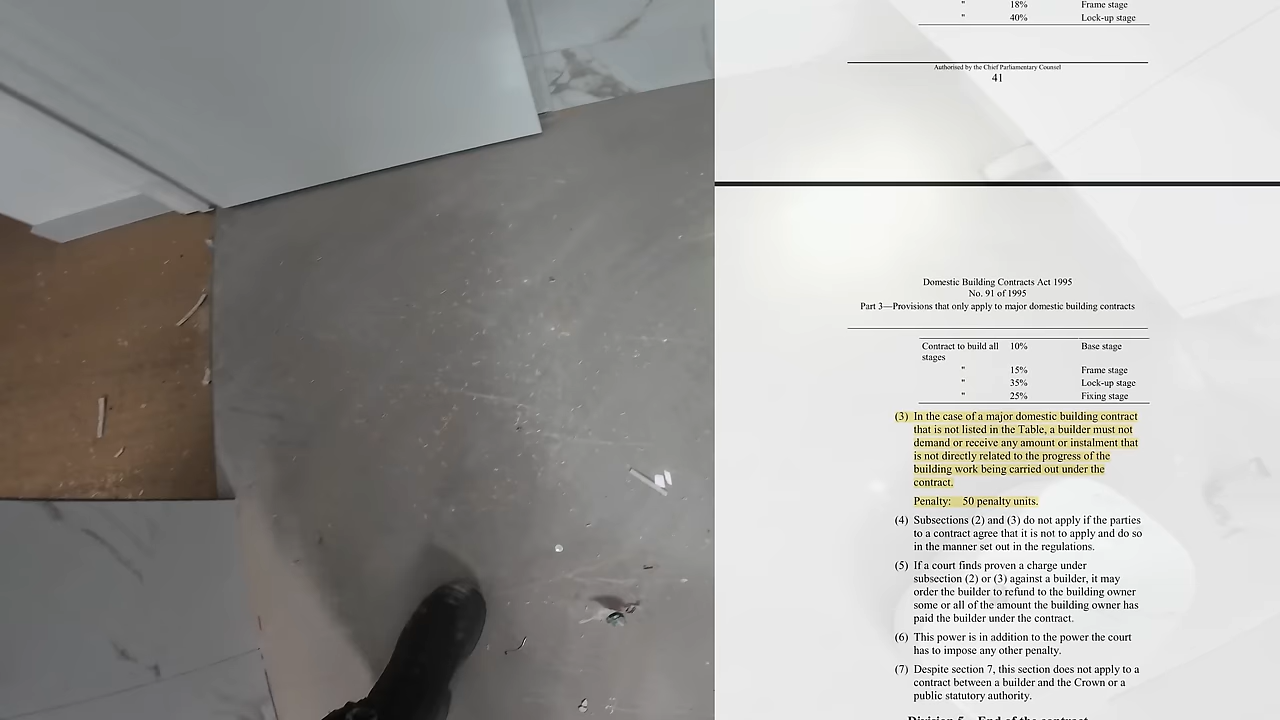 " 18% Frame stage
" 40% Lock-up stage
Authorised by the Chief Parliamentary Counsel
41
Domestic Building Contracts Act 1995
No. 91 of 1995
Part 3—Provisions that only apply to major domestic building contracts
Contract to build all 10% Base stage
stages
" 15% Frame stage
" 35% Lock-up stage
" 25% Fixing stage
(3) In the case of a major domestic building contract
that is not listed in the Table, a builder must not
demand or receive any amount or instalment that
is not directly related to the progress of the
building work being carried out under the
contract.
Penalty: 50 penalty units.
(4) Subsections (2) and (3) do not apply if the parties
to a contract agree that it is not to apply and do so
in the manner set out in the regulations.
(5) If a court finds proven a charge under
subsection (2) or (3) against a builder, it may
order the builder to refund to the building owner
some or all of the amount the building owner has
paid the builder under the contract.
(6) This power is in addition to the power the court
has to impose any other penalty.
(7) Despite section 7, this section does not apply to a
contract between a builder and the Crown or a
public statutory authority.
Division 5—End of the contract